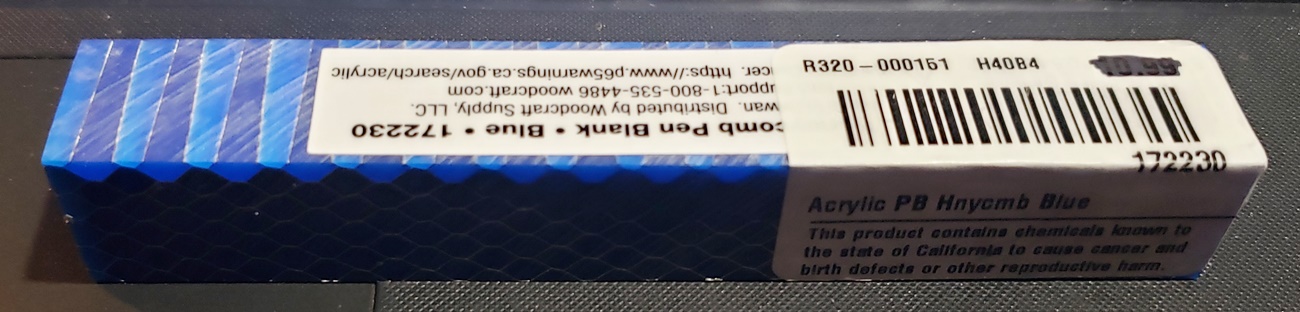 R320-000151 H40B4 10.99
172230
Acrylic PB Hnycmb Blue
This product contains chemicals known to
the state of California to cause cancer and
birth defects or other reproductive harm.
comb Pen Blank • Blue • 172230
wan. Distributed by Woodcraft Supply, LLC.
upport:1-800-535-4486 woodcraft.com
cer. https://www.p65warnings.ca.gov/search/acrylic